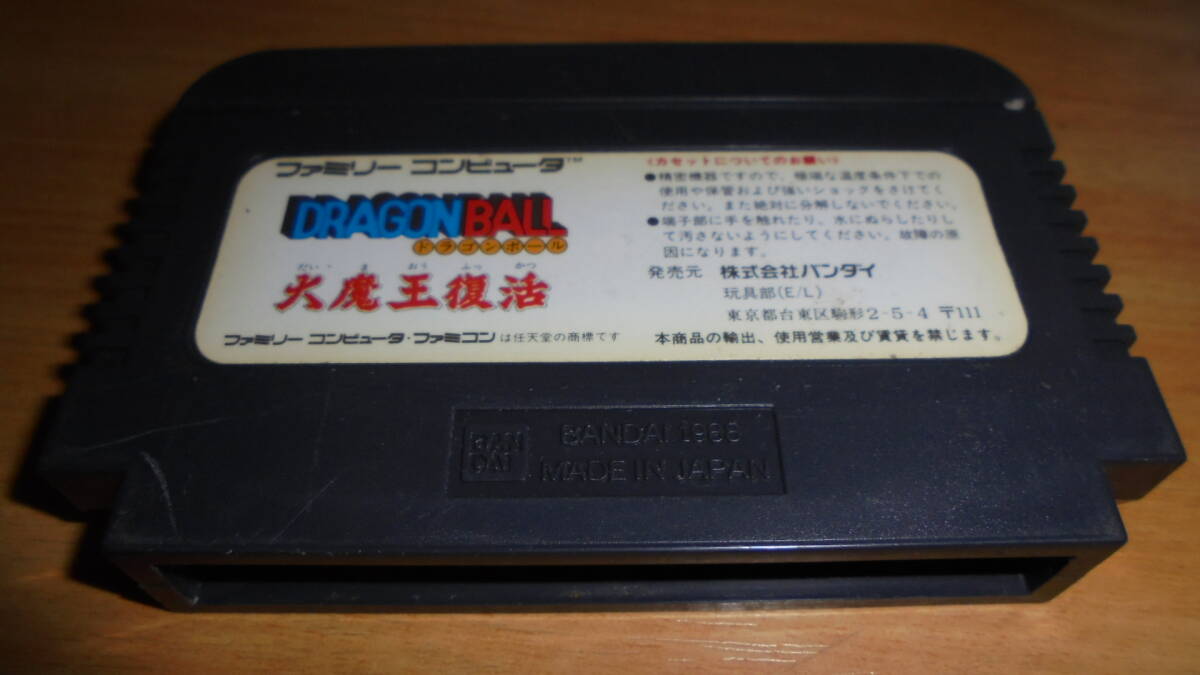 ファミリー コンピュータ™
DRAGON BALL
ドラゴンボール
だい ま おう ふっ かつ
大魔王復活
ファミリー コンピュータ・ファミコンは任天堂の商標です
〈カセットについてのお願い〉
●精密機器ですので、極端な温度条件下での
使用や保管および強いショックをさけてく
ださい。また絶対に分解しないでください。
●端子部に手を触れたり、水にぬらしたりし
て汚さないようにしてください。故障の原
因になります。
発売元 株式会社バンダイ
玩具部(E/L)
東京都台東区駒形2-5-4 〒111
本商品の輸出、使用営業及び賃貸を禁じます。
BAN
DAI
BANDAI 1986
MADE IN JAPAN